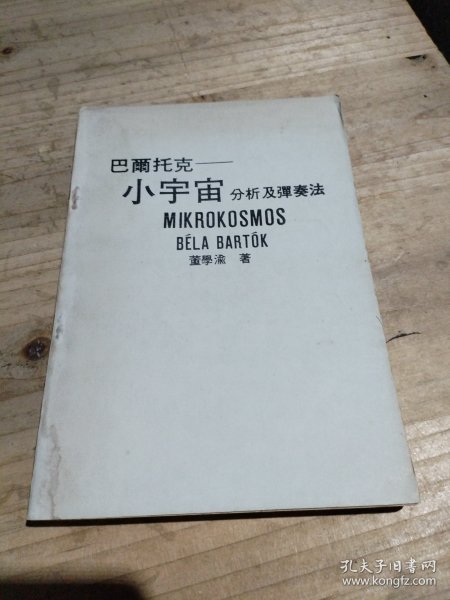 巴爾托克——
小宇宙 分析及彈奏法
MIKROKOSMOS
BÉLA BARTÓK
董學渝 著
孔夫子旧书网
www.kongfz.com